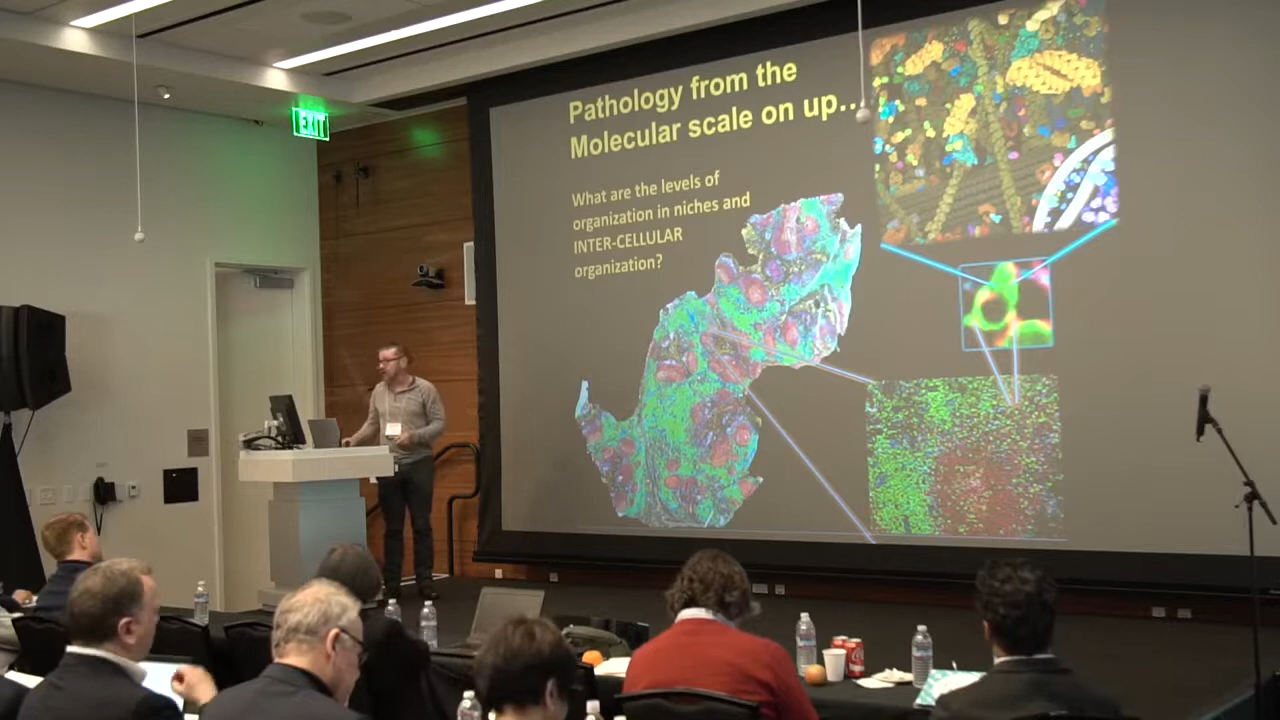 EXIT
Pathology from the
Molecular scale on up...
What are the levels of
organization in niches and
INTER-CELLULAR
organization?